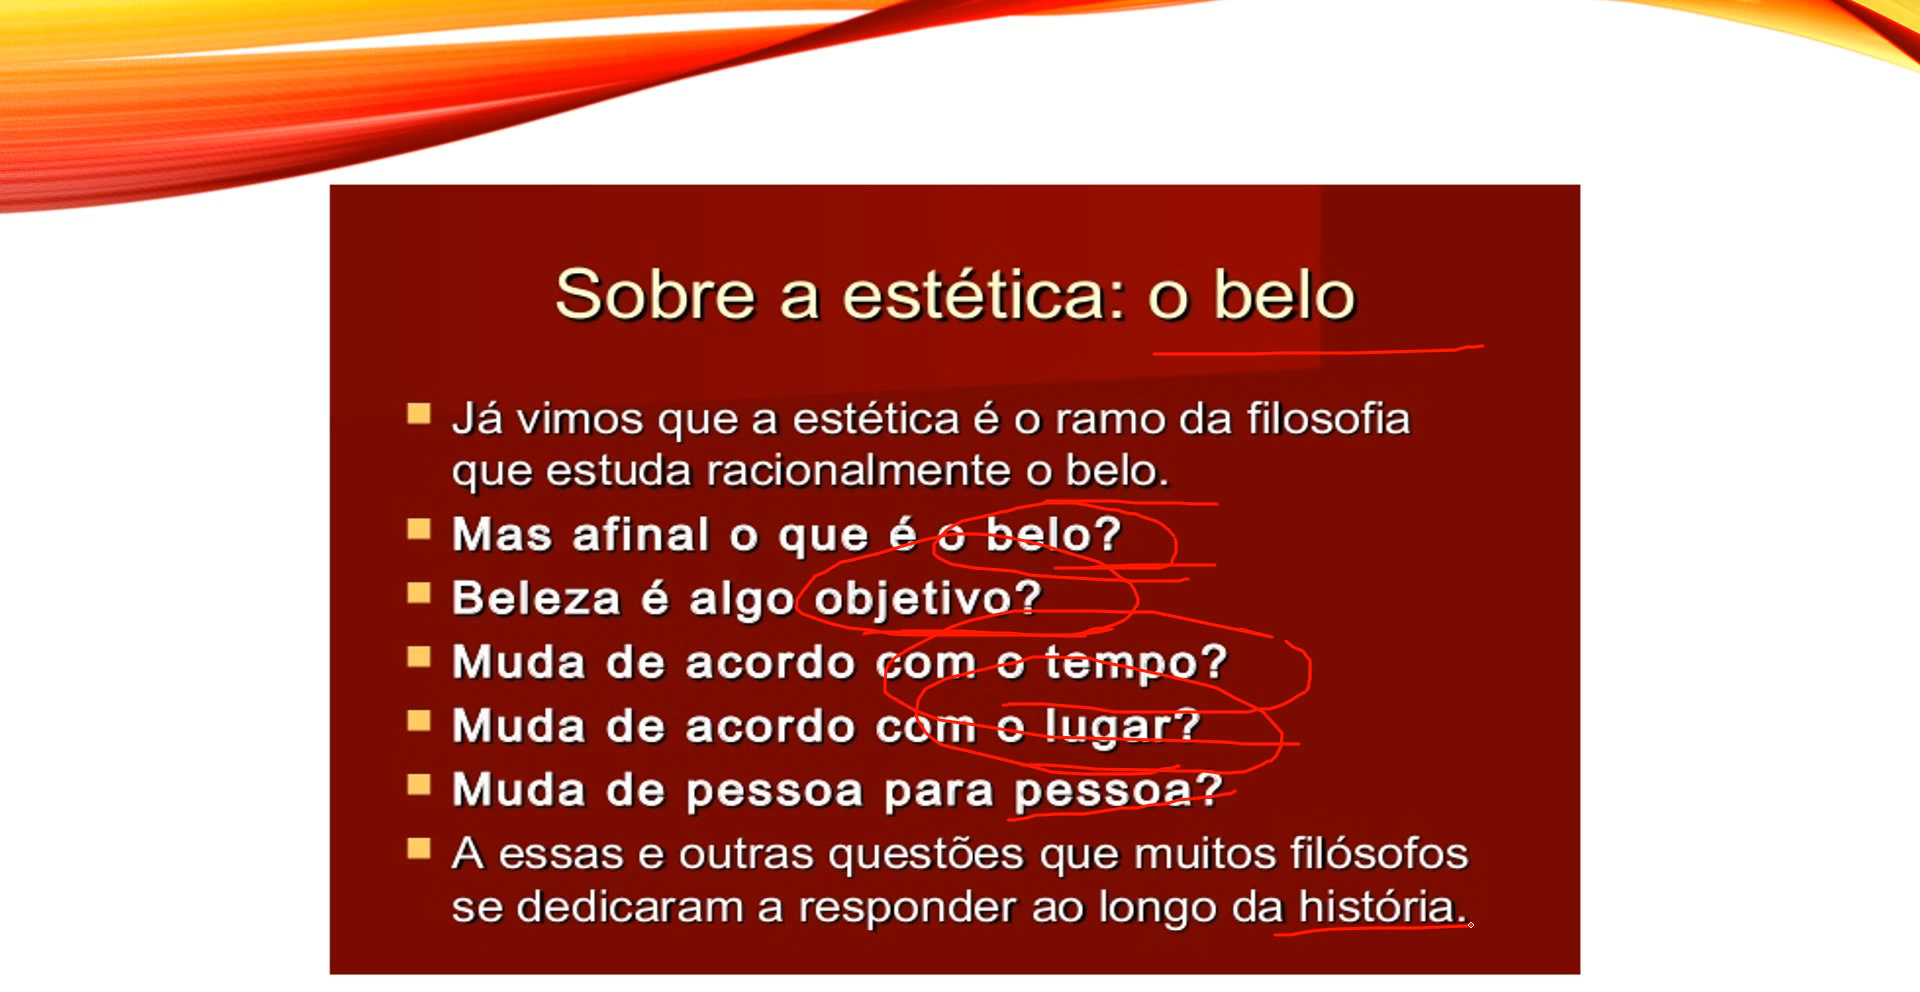 Sobre a estética: o belo
Já vimos que a estética é o ramo da filosofia
que estuda racionalmente o belo.
Mas afinal o que é o belo?
Beleza é algo objetivo?
Muda de acordo com o tempo?
Muda de acordo com o lugar?
Muda de pessoa para pessoa?
A essas e outras questões que muitos filósofos
se dedicaram a responder ao longo da história.